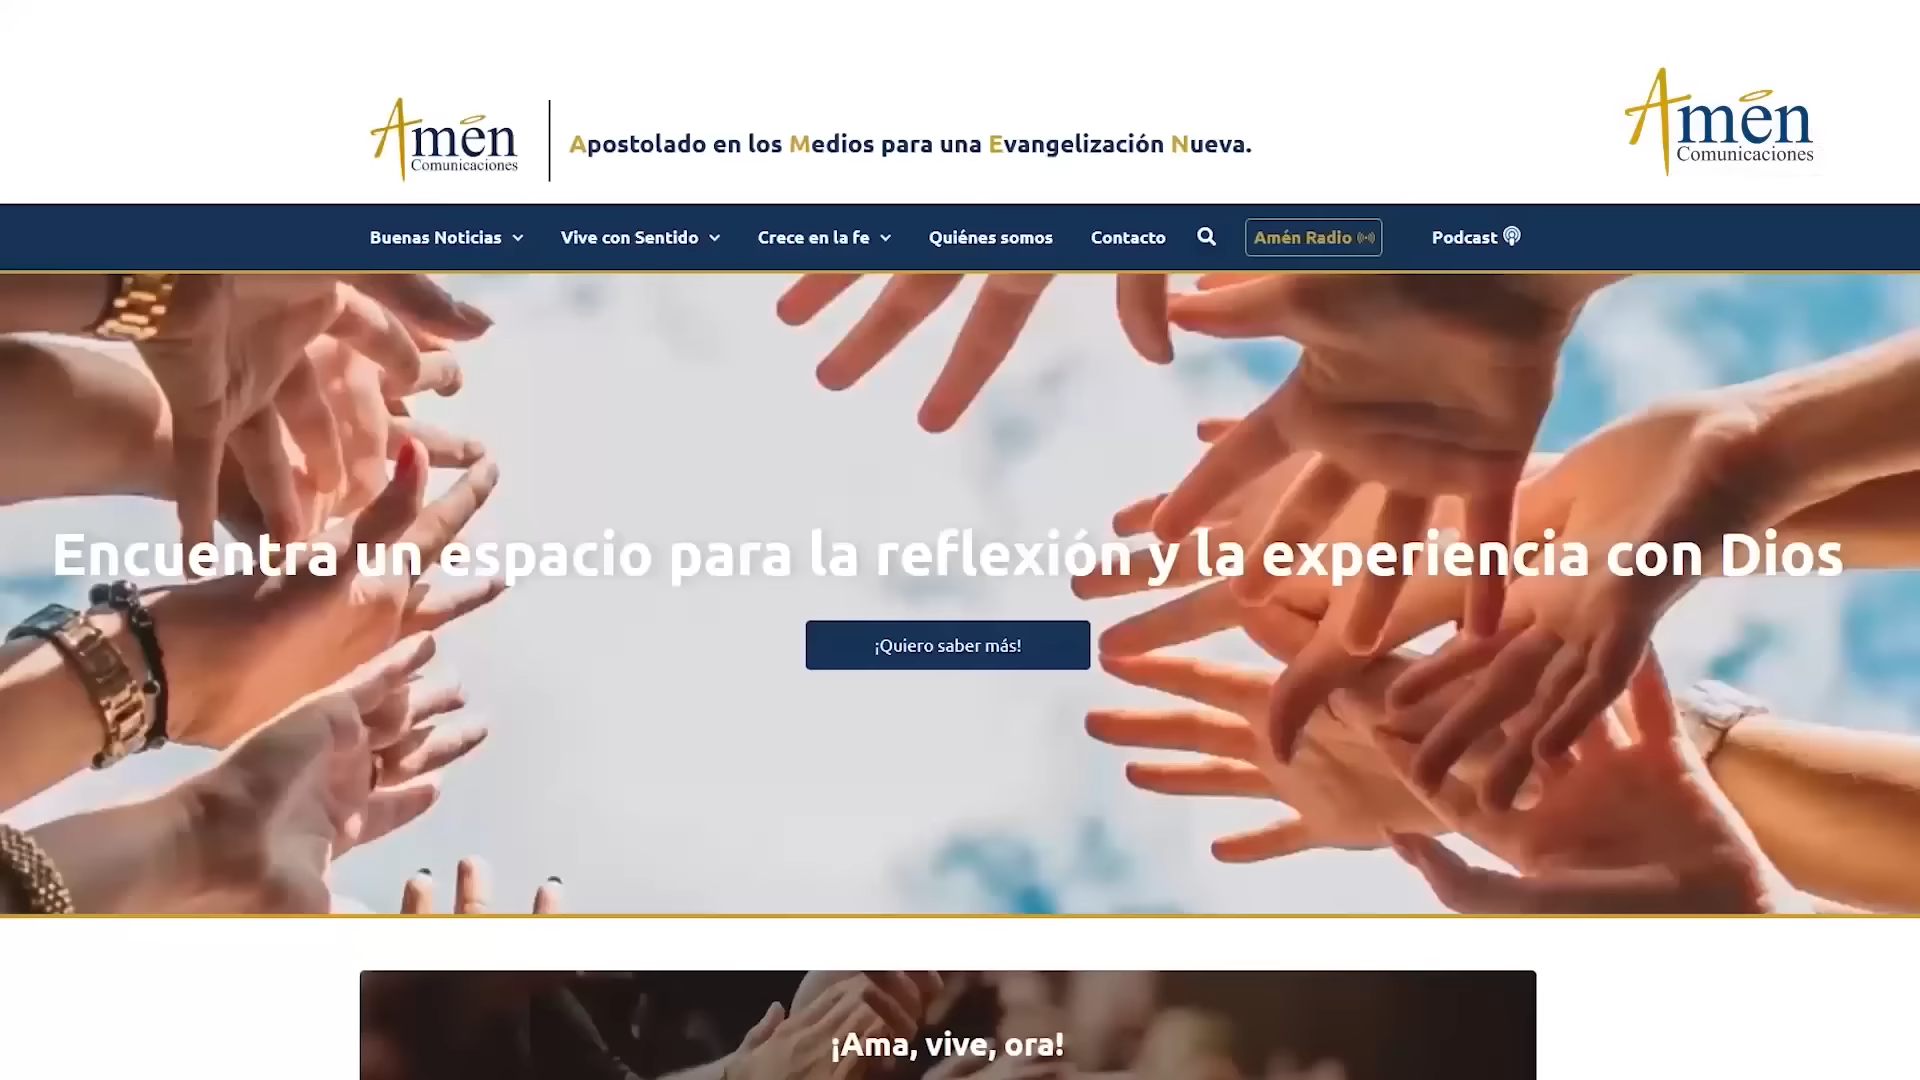 Amén
Comunicaciones
Apostolado en los Medios para una Evangelización Nueva.
Amén
Comunicaciones
Buenas Noticias
Vive con Sentido
Crece en la fe
Quiénes somos
Contacto
Amén Radio
Podcast
Encuentra un espacio para la reflexión y la experiencia con Dios
¡Quiero saber más!
¡Ama, vive, ora!